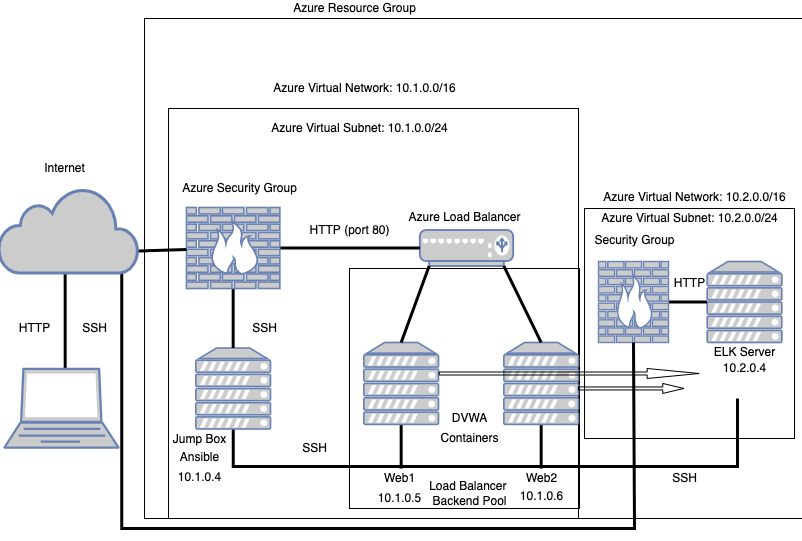 Azure Resource Group
Azure Virtual Network: 10.1.0.0/16
Azure Virtual Subnet: 10.1.0.0/24
Internet
Azure Security Group
Azure Load Balancer
HTTP (port 80)
Azure Virtual Network: 10.2.0.0/16
Azure Virtual Subnet: 10.2.0.0/24
Security Group
HTTP
ELK Server
10.2.0.4
HTTP
SSH
SSH
Jump Box
Ansible
10.1.0.4
SSH
DVWA
Containers
Web1
10.1.0.5
Load Balancer
Backend Pool
Web2
10.1.0.6
SSH